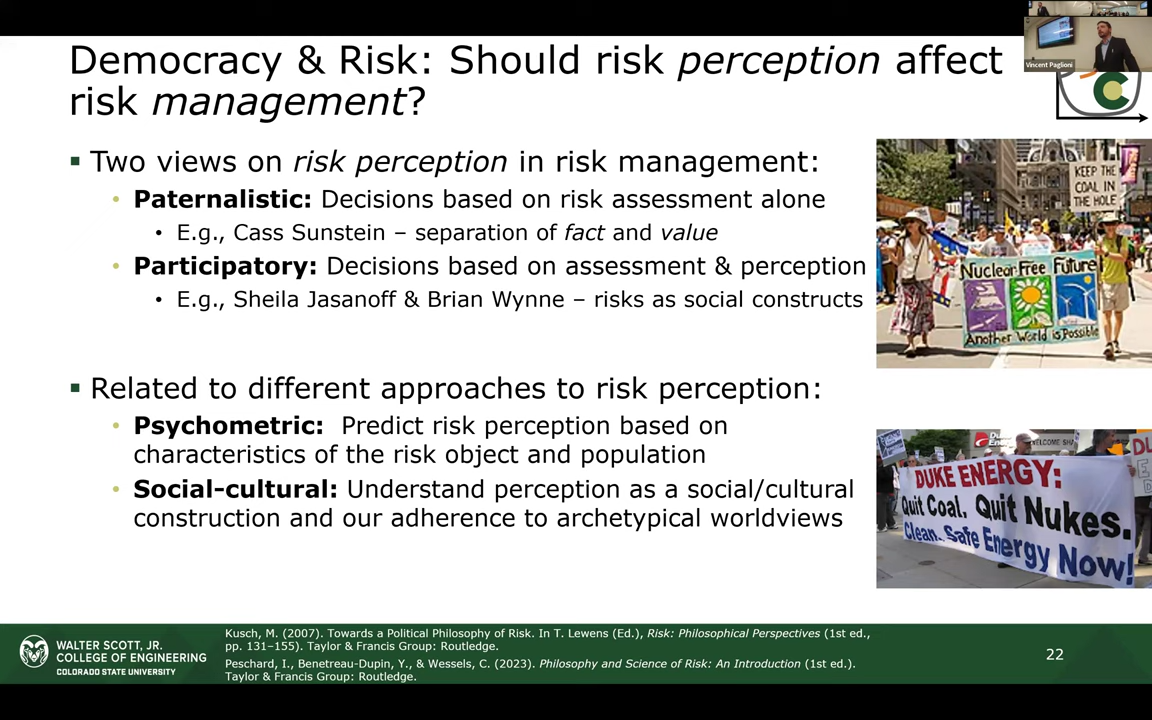 Democracy & Risk: Should risk perception affect
risk management?
Vincent Paglioni
▪ Two views on risk perception in risk management:
• Paternalistic: Decisions based on risk assessment alone
• E.g., Cass Sunstein – separation of fact and value
• Participatory: Decisions based on assessment & perception
• E.g., Sheila Jasanoff & Brian Wynne – risks as social constructs
KEEP THE
COAL IN
THE HOLE
Nuclear Free Future
Another World is Possible
▪ Related to different approaches to risk perception:
• Psychometric: Predict risk perception based on
characteristics of the risk object and population
• Social-cultural: Understand perception as a social/cultural
construction and our adherence to archetypical worldviews
DUKE ENERGY:
Quit Coal. Quit Nukes.
Clean, Safe Energy Now!
WALTER SCOTT, JR.
COLLEGE OF ENGINEERING
COLORADO STATE UNIVERSITY
Kusch, M. (2007). Towards a Political Philosophy of Risk. In T. Lewens (Ed.), Risk: Philosophical Perspectives (1st ed.,
pp. 131–155). Taylor & Francis Group: Routledge.
Peschard, I., Benetreau-Dupin, Y., & Wessels, C. (2023). Philosophy and Science of Risk: An Introduction (1st ed.).
Taylor & Francis Group: Routledge.
22